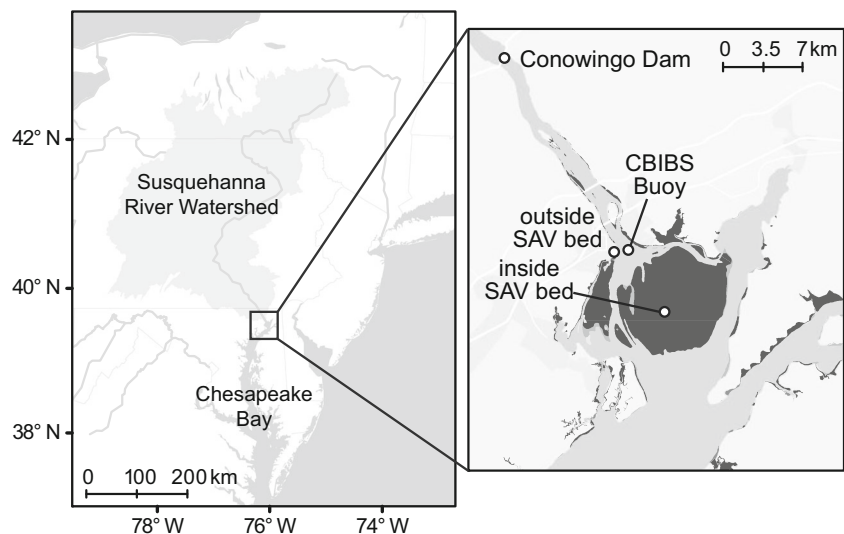 42° N
40° N
38° N
78° W
76° W
74° W
Susquehanna
River Watershed
Chesapeake
Bay
0 100 200 km
0 3.5 7 km
Conowingo Dam
CBIBS
Buoy
outside
SAV bed
inside
SAV bed